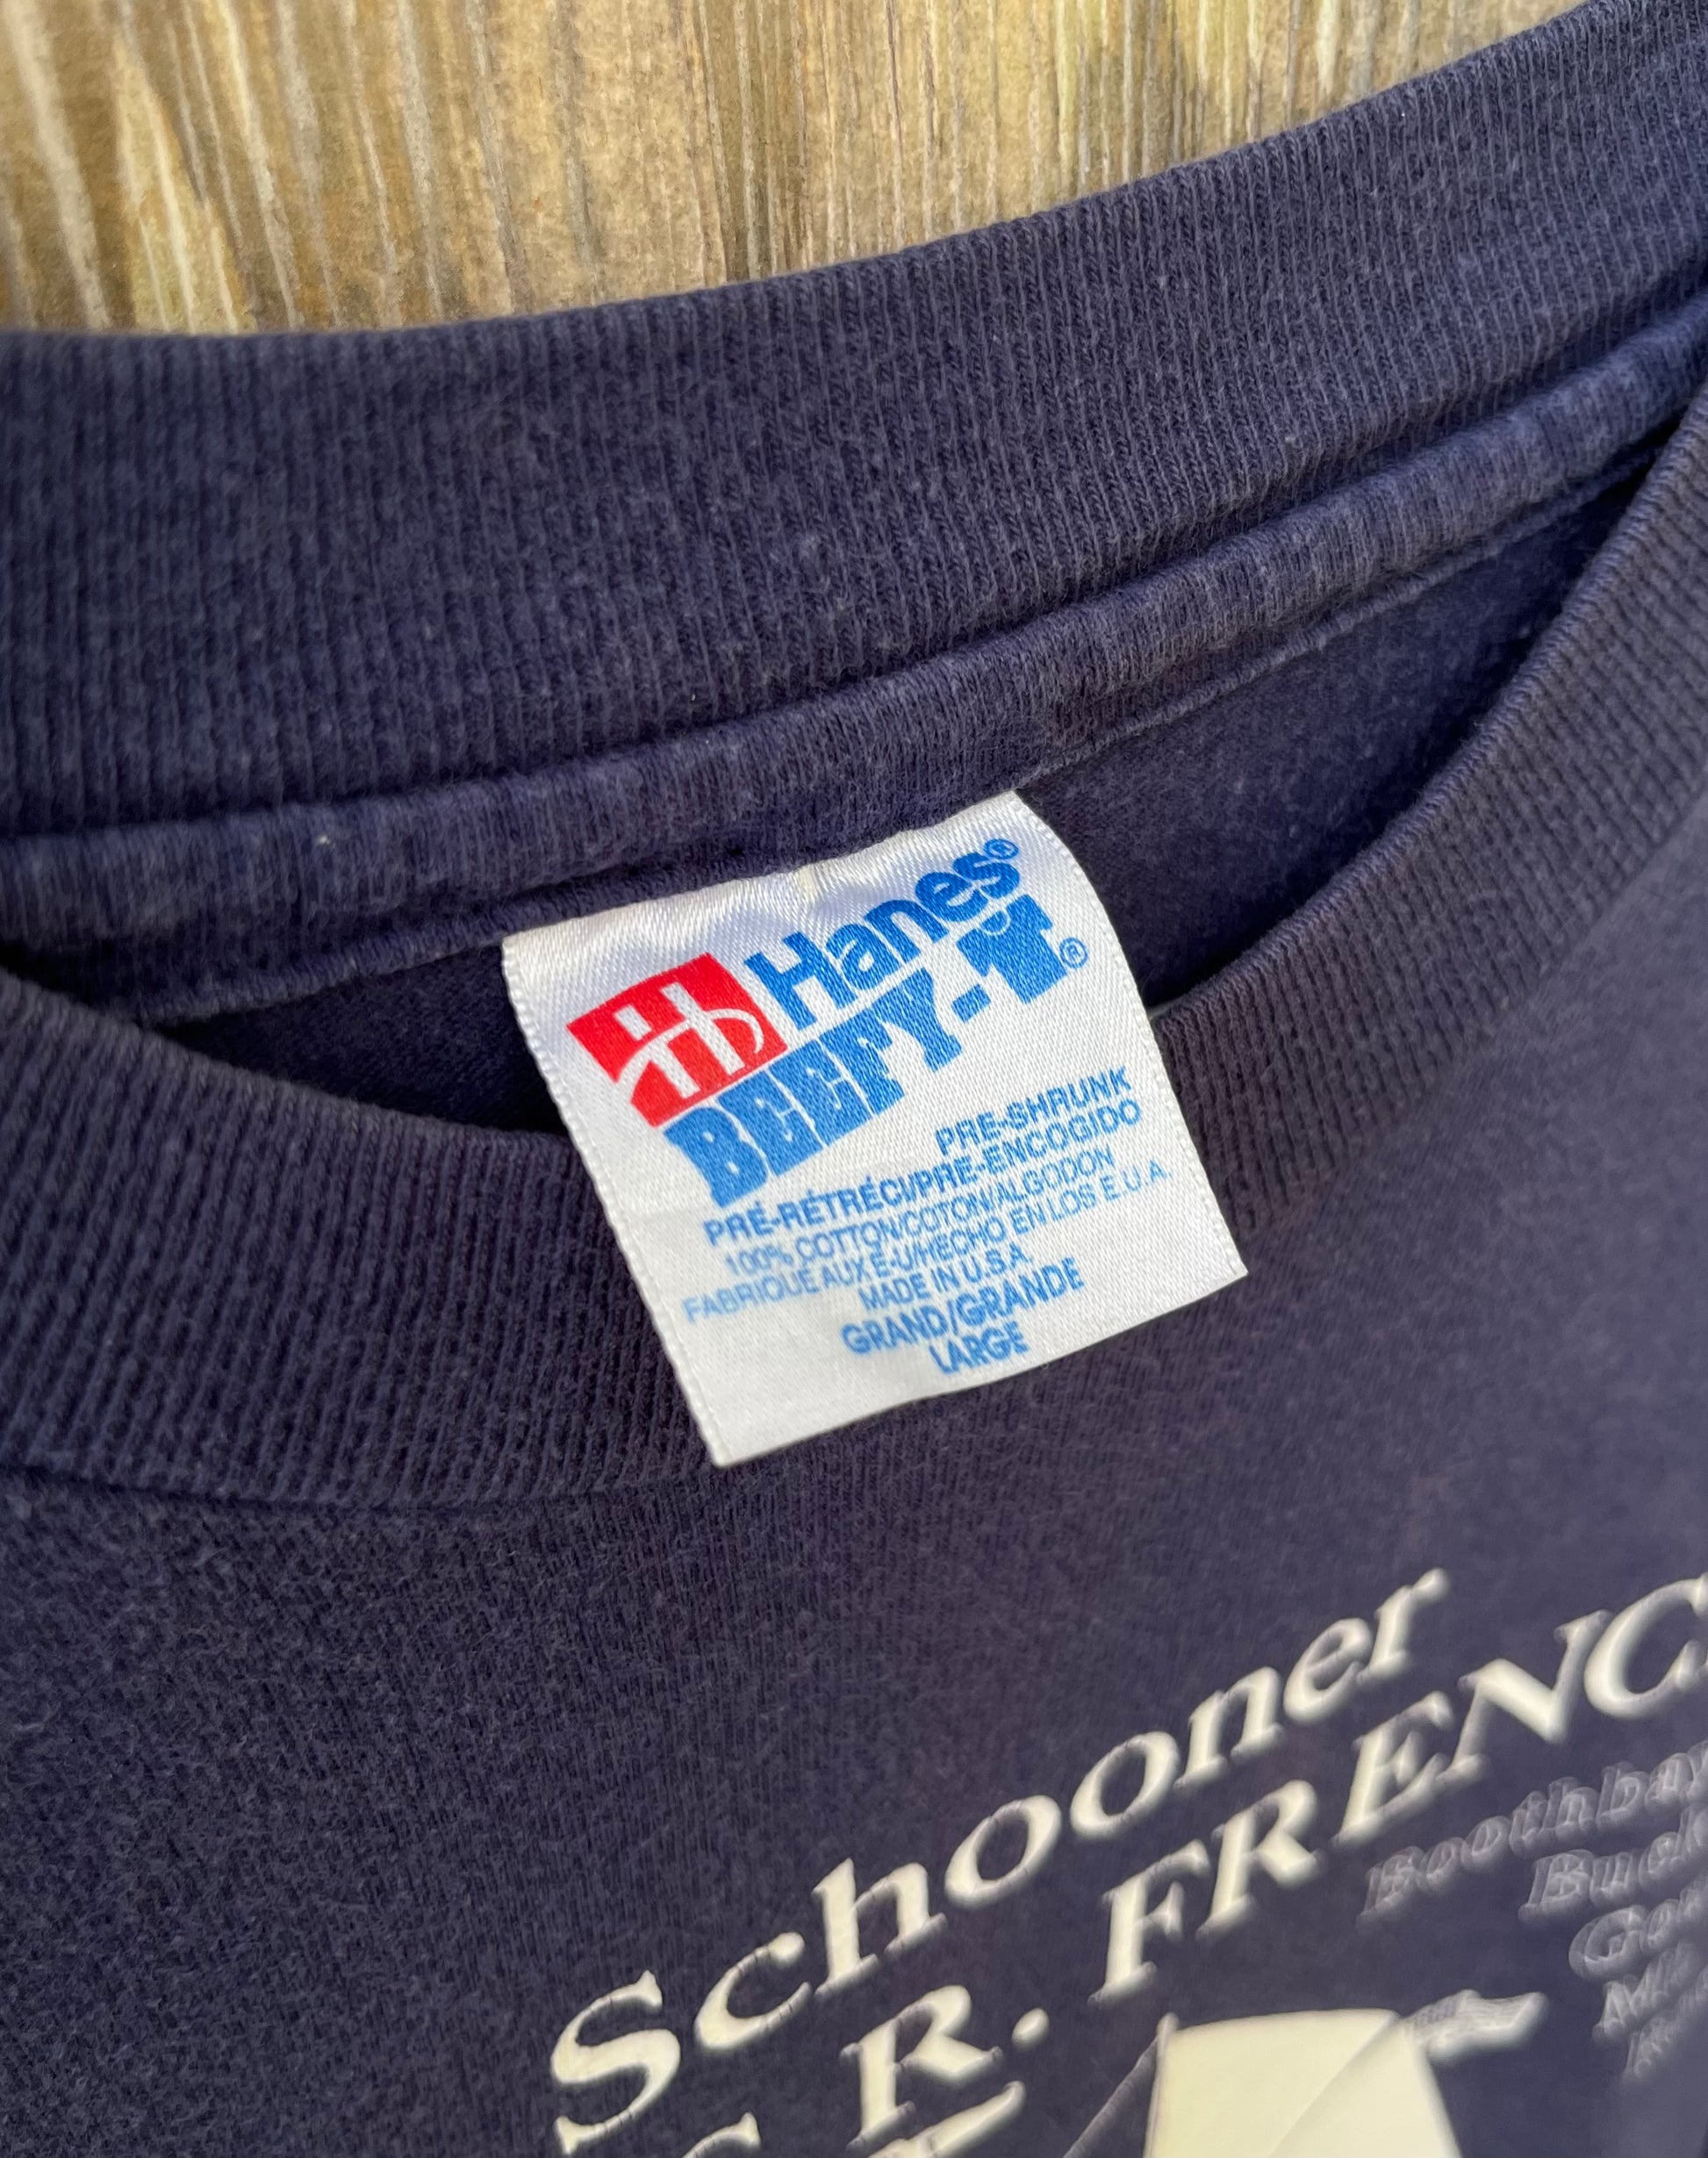 Hanes®
BEEFY-T®
PRE-SHRUNK
PRÉ-RÉTRÉCI/PRE-ENCOGIDO
100% COTTON/COTON/ALGODON
FABRIQUÉ AUX É-U/HECHO EN LOS E.U.A.
MADE IN U.S.A.
GRAND/GRANDE
LARGE
Schooner
R. FRENC
Boothbay